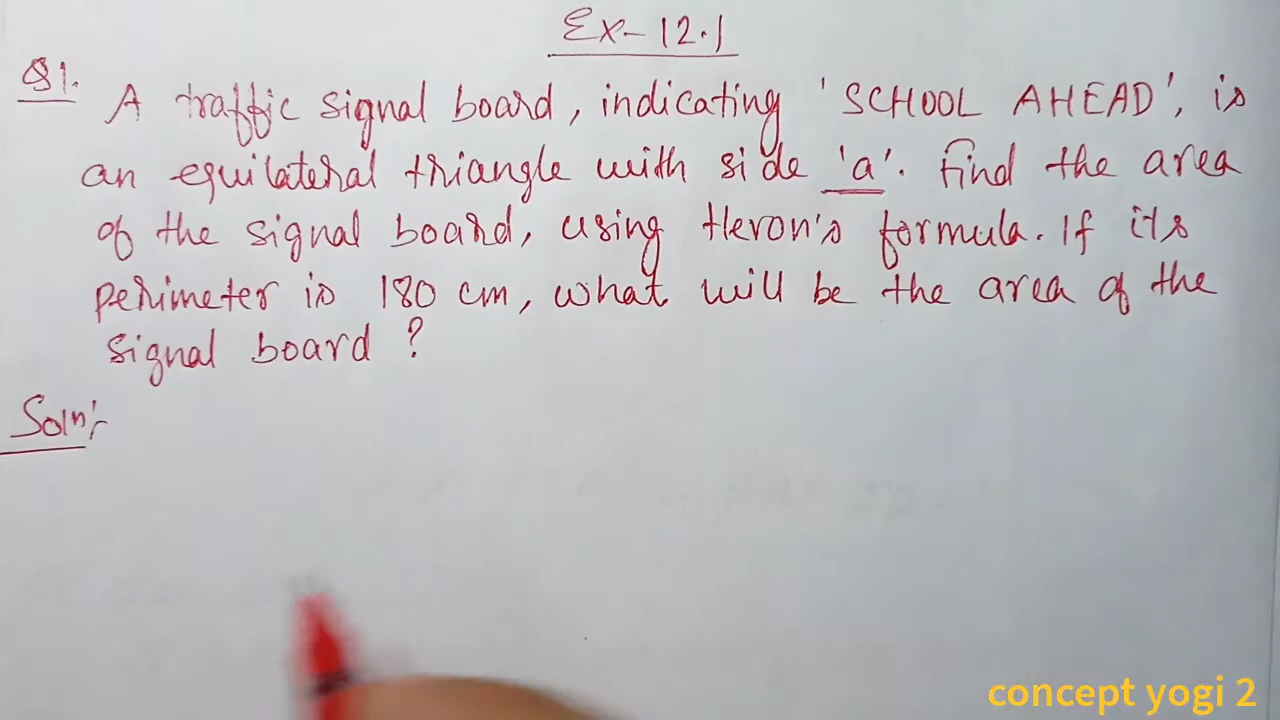 Ex-12.1
Q1. A traffic signal board, indicating 'SCHOOL AHEAD', is
an equilateral triangle with side 'a'. Find the area
of the signal board, using Heron's formula. If its
perimeter is 180 cm, what will be the area of the
signal board ?
Soln:-
concept yogi 2